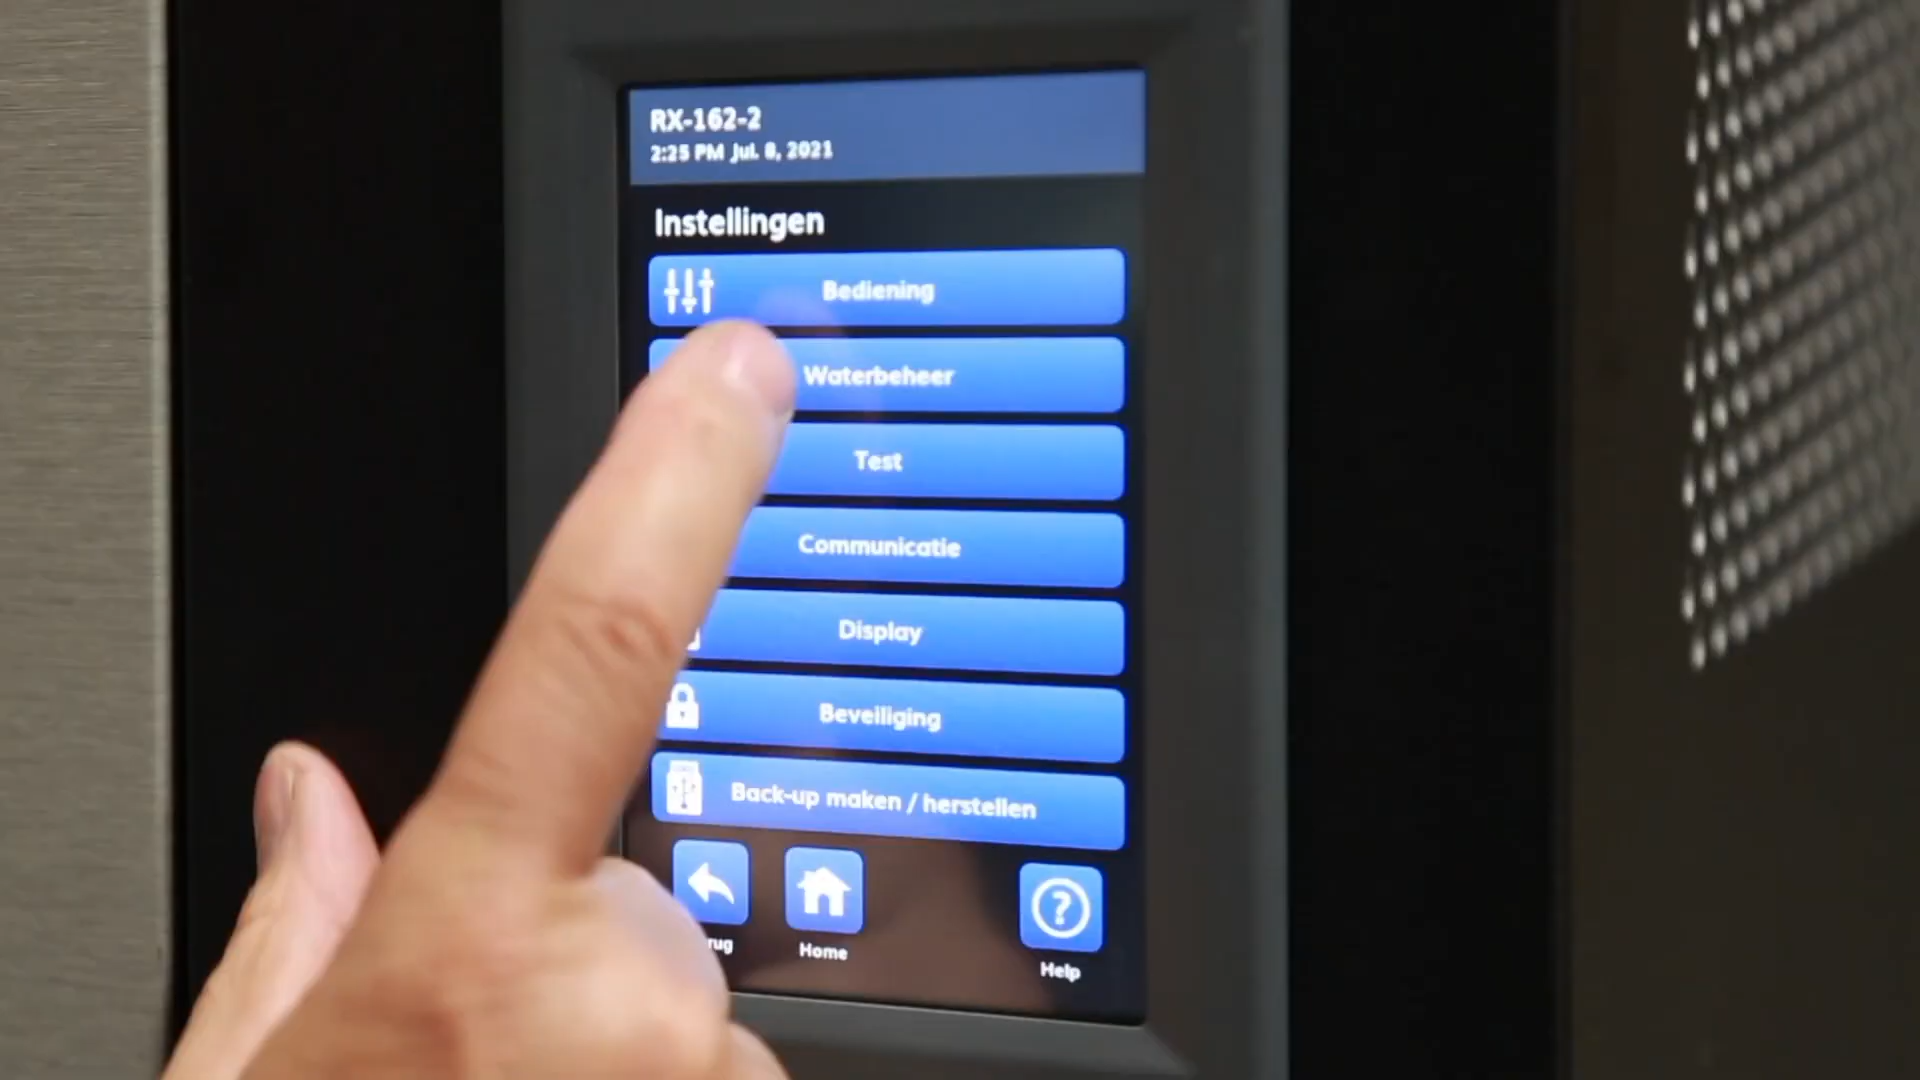 RX-162-2
2:25 PM Jul. 8, 2021
Instellingen
Bediening
Waterbeheer
Test
Communicatie
Display
Beveiliging
Back-up maken / herstellen
rug
Home
Help